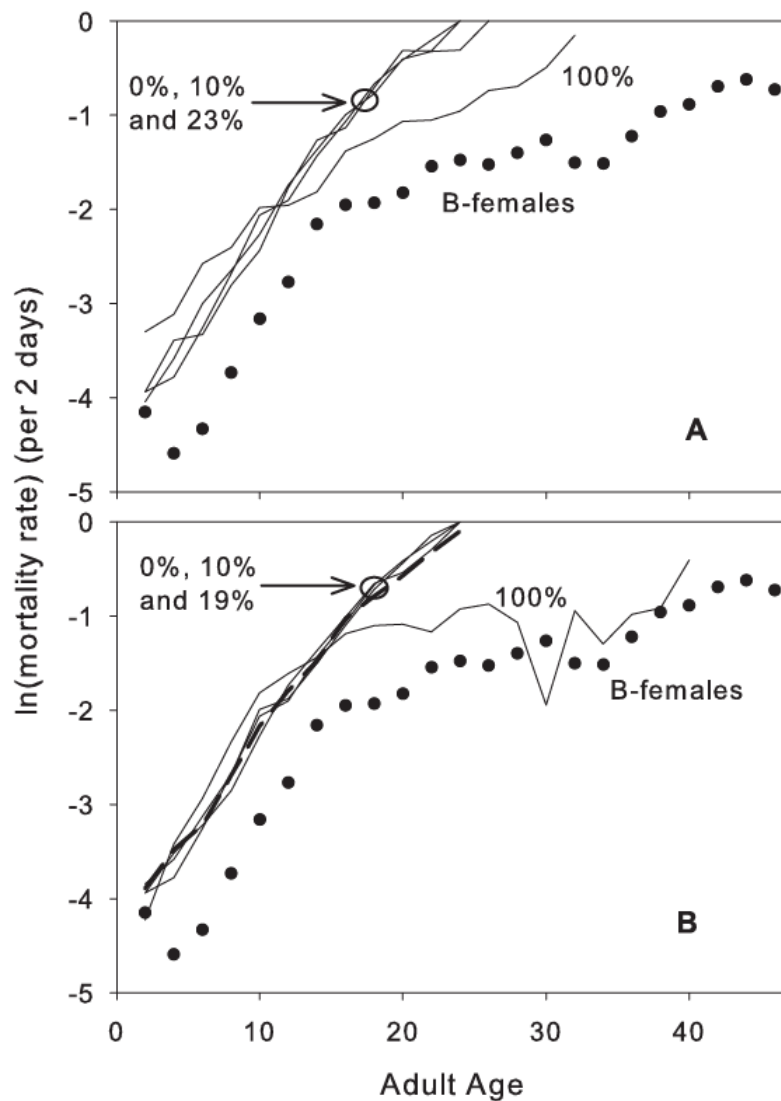 0
-1
-2
-3
-4
-5
0%, 10%
and 23%
100%
B-females
A
ln(mortality rate) (per 2 days)
0
-1
-2
-3
-4
-5
0%, 10%
and 19%
100%
B-females
B
0 10 20 30 40
Adult Age